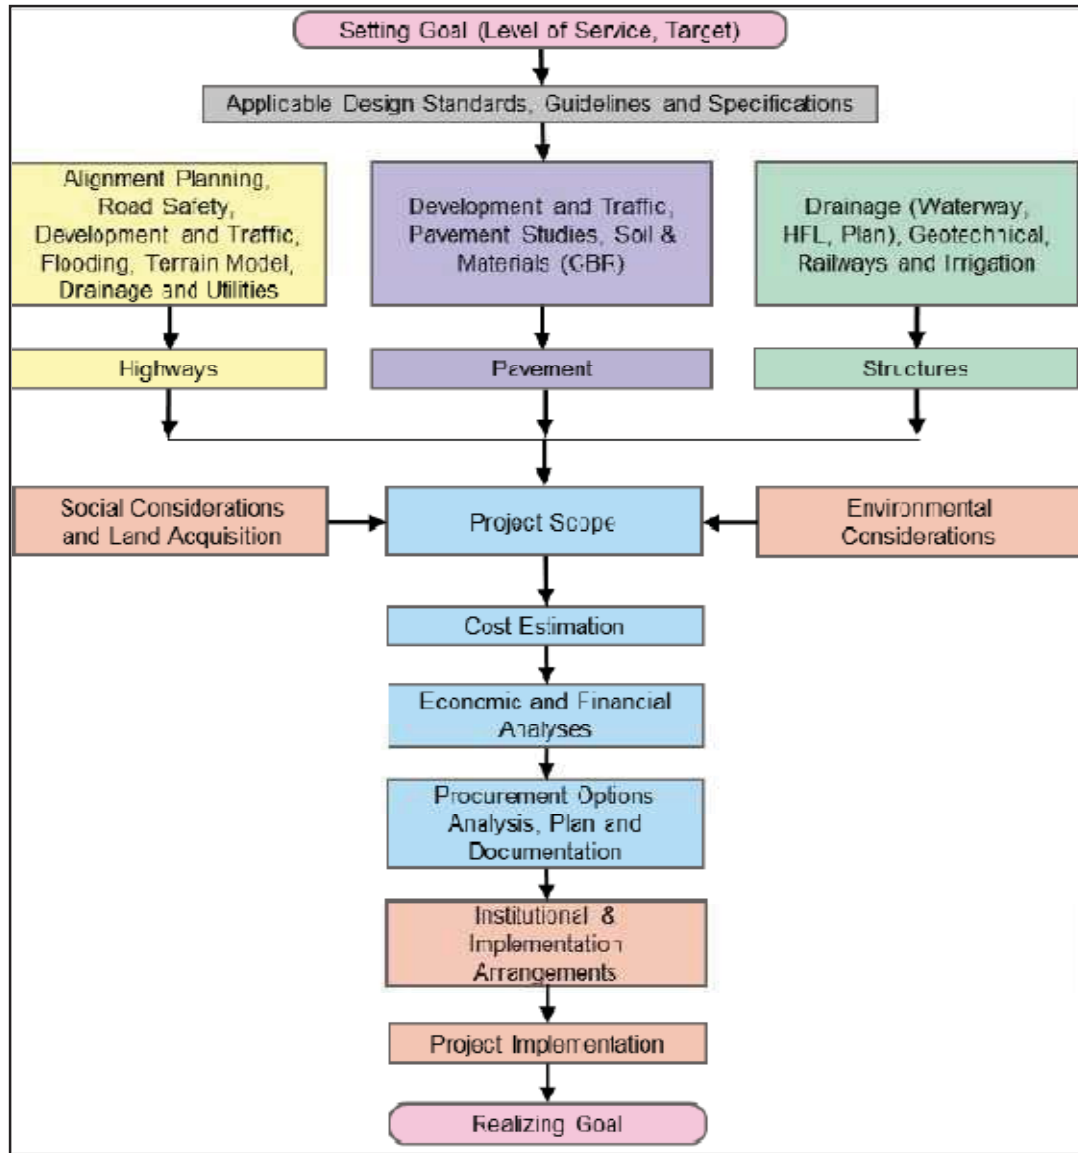 Setting Goal (Level of Service, Target)
Applicable Design Standards, Guidelines and Specifications
Alignment Planning,
Road Safety,
Development and Traffic,
Flooding, Terrain Model,
Drainage and Utilities
Development and Traffic,
Pavement Studies, Soil &
Materials (CBR)
Drainage (Waterway,
HFL, Plan), Geotechnical,
Railways and Irrigation
Highways
Pavement
Structures
Social Considerations
and Land Acquisition
Project Scope
Environmental
Considerations
Cost Estimation
Economic and Financial
Analyses
Procurement Options
Analysis, Plan and
Documentation
Institutional &
Implementation
Arrangements
Project Implementation
Realizing Goal